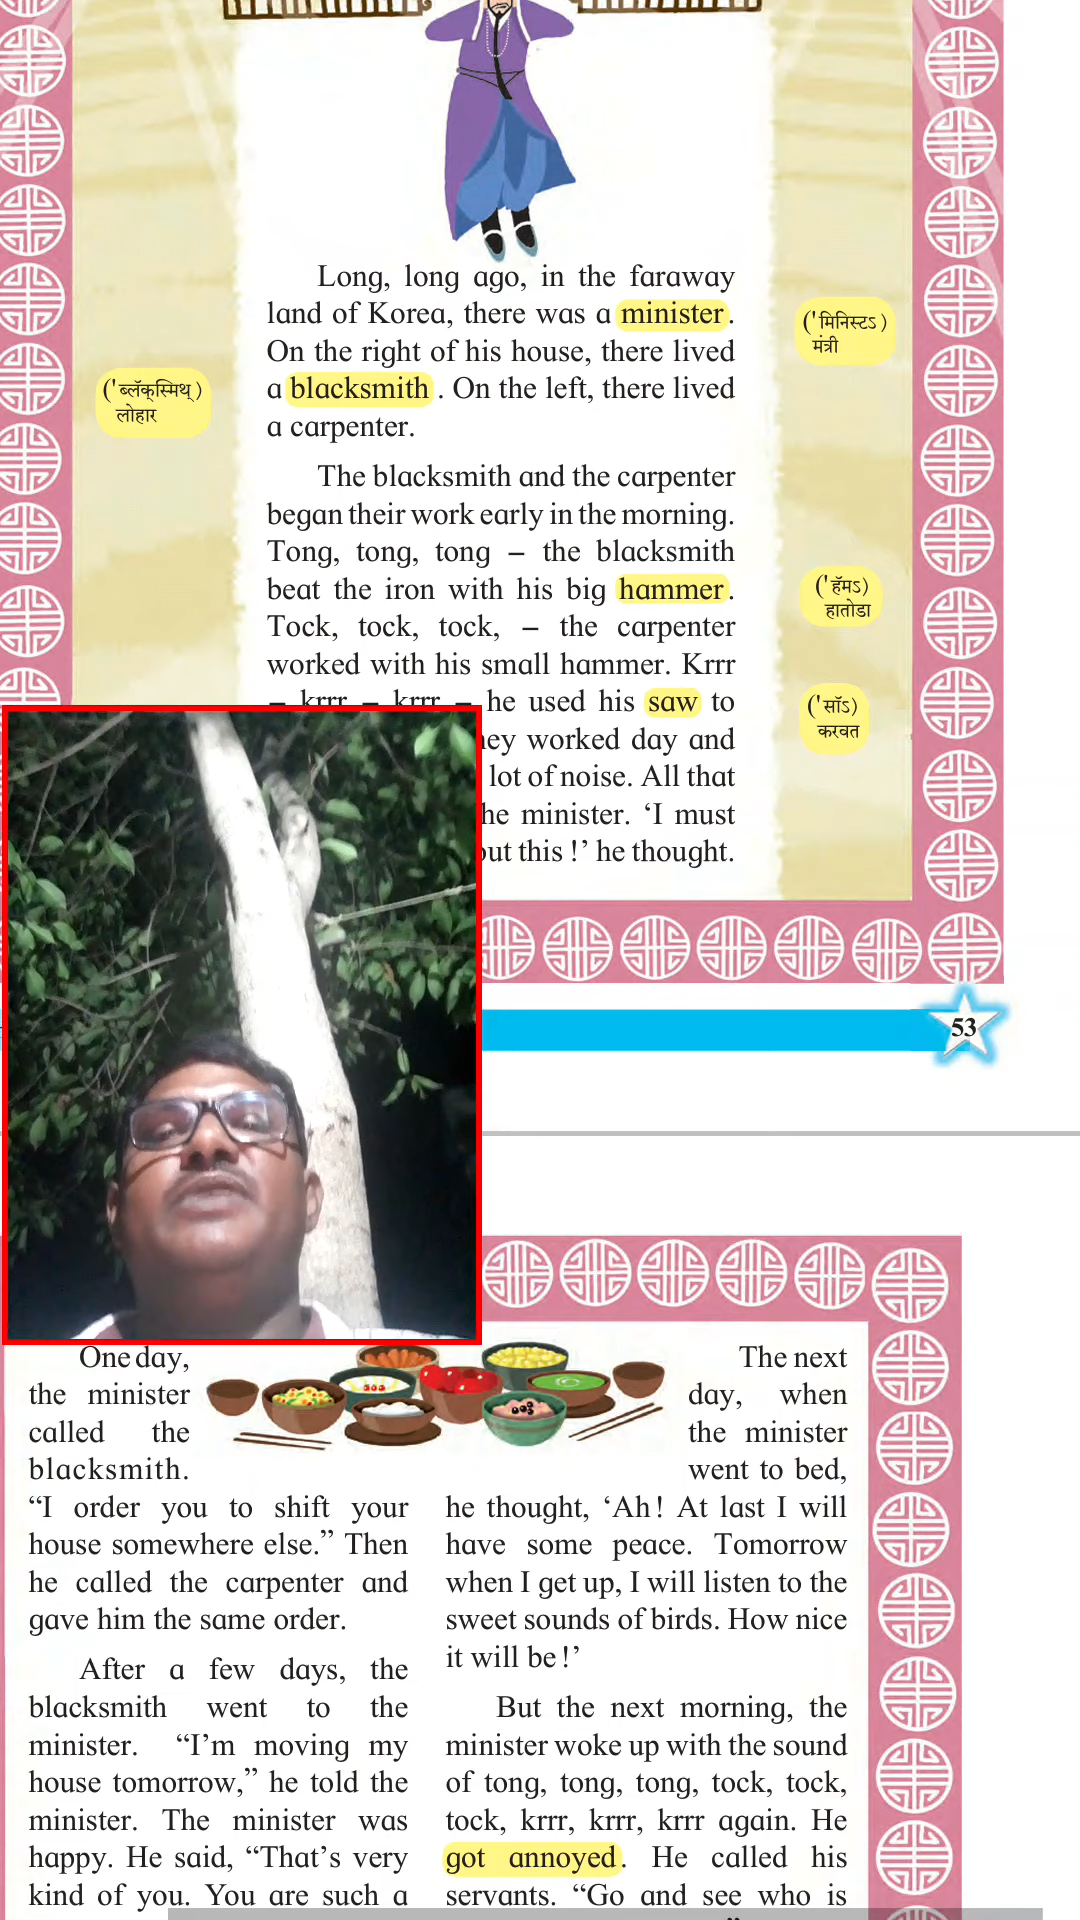 Long, long ago, in the faraway
land of Korea, there was a minister.
On the right of his house, there lived
a blacksmith . On the left, there lived
a carpenter.
('मिनिस्टऽ)
मंत्री
('ब्लॅक्स्मिथ्)
लोहार
The blacksmith and the carpenter
began their work early in the morning.
Tong, tong, tong – the blacksmith
beat the iron with his big hammer.
Tock, tock, tock, – the carpenter
worked with his small hammer. Krrr
– krrr – krrr – he used his saw to
worked day and
lot of noise. All that
minister. ‘I must
this !’ he thought.
('हॅमऽ)
हातोडा
('सॉऽ)
करवत
53
One day,
the minister
called the
blacksmith.
“I order you to shift your
house somewhere else.” Then
he called the carpenter and
gave him the same order.
After a few days, the
blacksmith went to the
minister. “I’m moving my
house tomorrow,” he told the
minister. The minister was
happy. He said, “That’s very
kind of you. You are such a
The next
day, when
the minister
went to bed,
he thought, ‘Ah ! At last I will
have some peace. Tomorrow
when I get up, I will listen to the
sweet sounds of birds. How nice
it will be !’
But the next morning, the
minister woke up with the sound
of tong, tong, tong, tock, tock,
tock, krrr, krrr, krrr again. He
got annoyed. He called his
servants. “Go and see who is